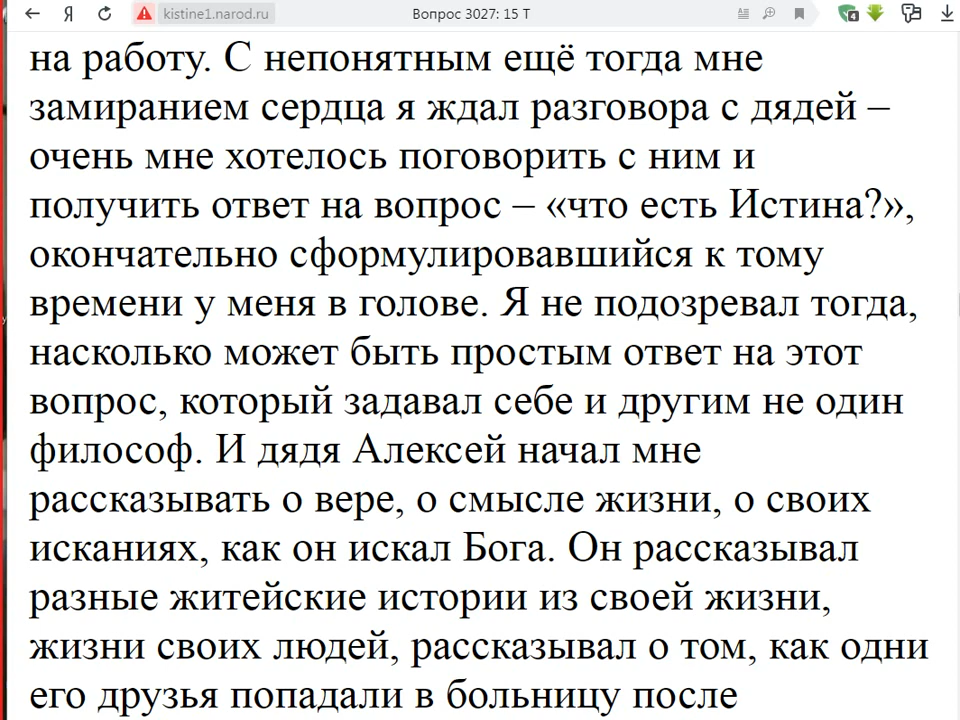 kistine1.narod.ru
Вопрос 3027: 15 Т
4
на работу. С непонятным ещё тогда мне
замиранием сердца я ждал разговора с дядей –
очень мне хотелось поговорить с ним и
получить ответ на вопрос – «что есть Истина?»,
окончательно сформулировавшийся к тому
времени у меня в голове. Я не подозревал тогда,
насколько может быть простым ответ на этот
вопрос, который задавал себе и другим не один
философ. И дядя Алексей начал мне
рассказывать о вере, о смысле жизни, о своих
исканиях, как он искал Бога. Он рассказывал
разные житейские истории из своей жизни,
жизни своих людей, рассказывал о том, как одни
его друзья попадали в больницу после